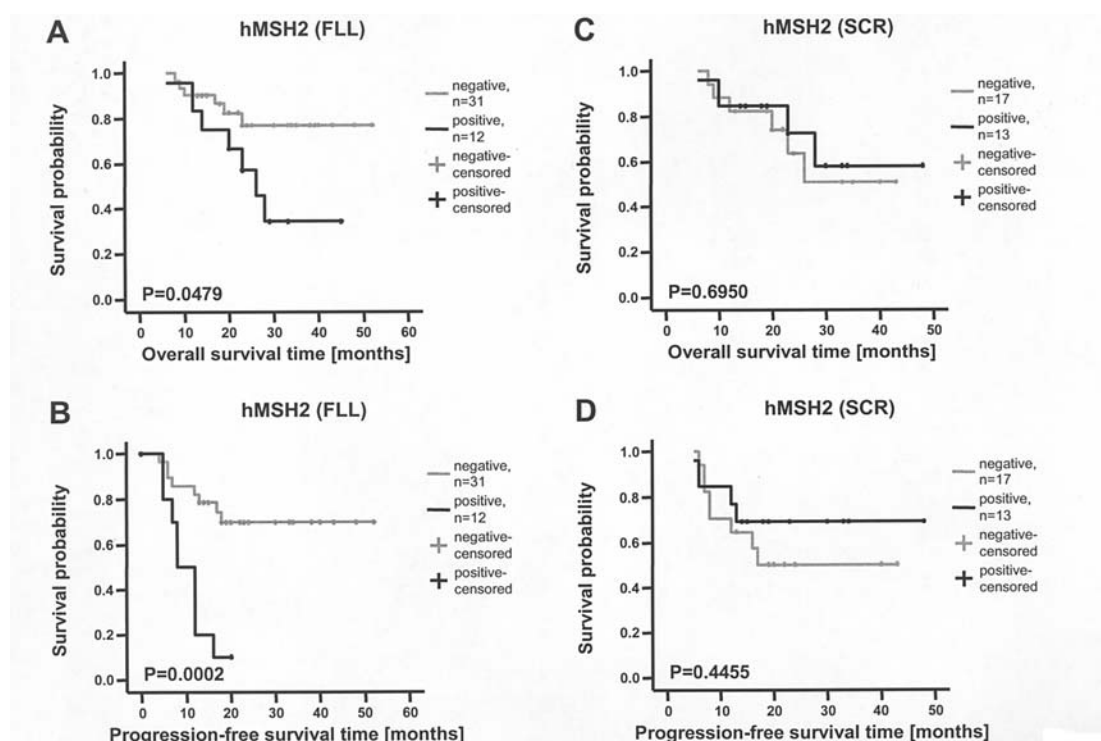 A
hMSH2 (FLL)
1.0
0.8
0.6
0.4
0.2
0.0
Survival probability
P=0.0479
0 10 20 30 40 50 60
Overall survival time [months]
negative,
n=31
positive,
n=12
negative-
censored
positive-
censored
C
hMSH2 (SCR)
1.0
0.8
0.6
0.4
0.2
0.0
Survival probability
P=0.6950
0 10 20 30 40 50
Overall survival time [months]
negative,
n=17
positive,
n=13
negative-
censored
positive-
censored
B
hMSH2 (FLL)
1.0
0.8
0.6
0.4
0.2
0.0
Survival probability
P=0.0002
0 10 20 30 40 50 60
Progression-free survival time [months]
negative,
n=31
positive,
n=12
negative-
censored
positive-
censored
D
hMSH2 (SCR)
1.0
0.8
0.6
0.4
0.2
0.0
Survival probability
P=0.4455
0 10 20 30 40 50
Progression-free survival time [months]
negative,
n=17
positive,
n=13
negative-
censored
positive-
censored